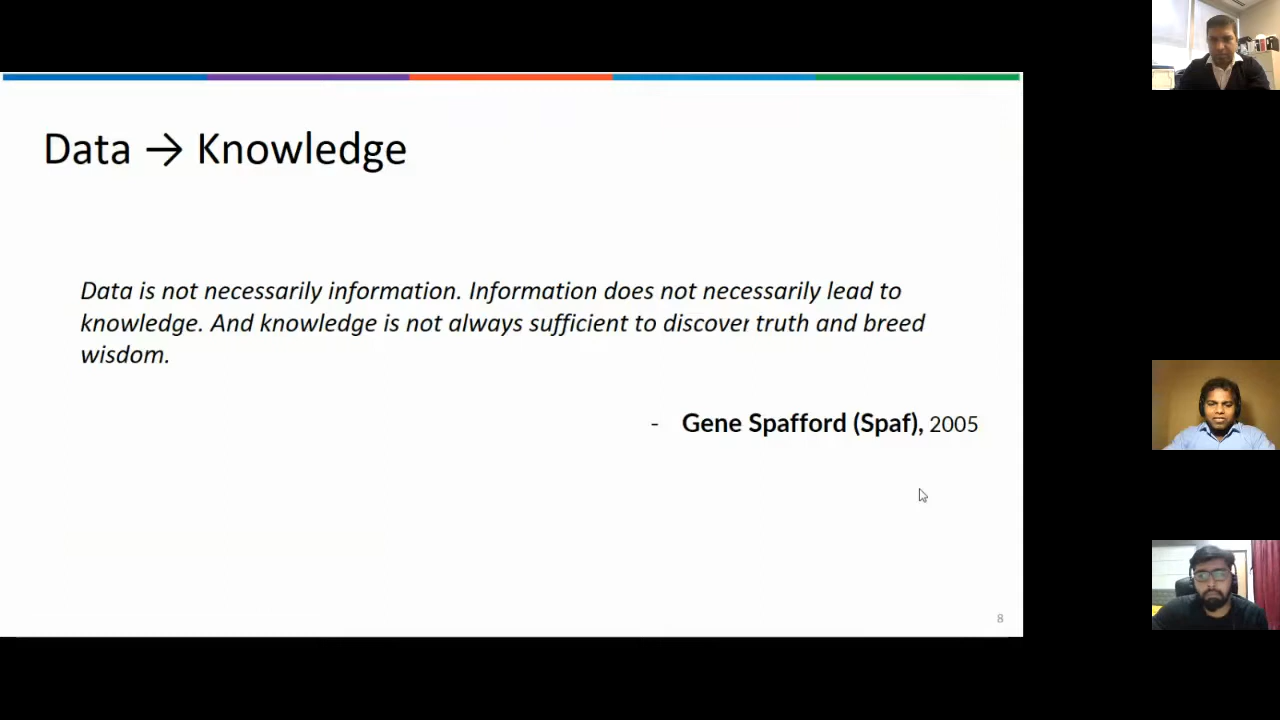 Data → Knowledge
Data is not necessarily information. Information does not necessarily lead to
knowledge. And knowledge is not always sufficient to discover truth and breed
wisdom.
- Gene Spafford (Spaf), 2005
8